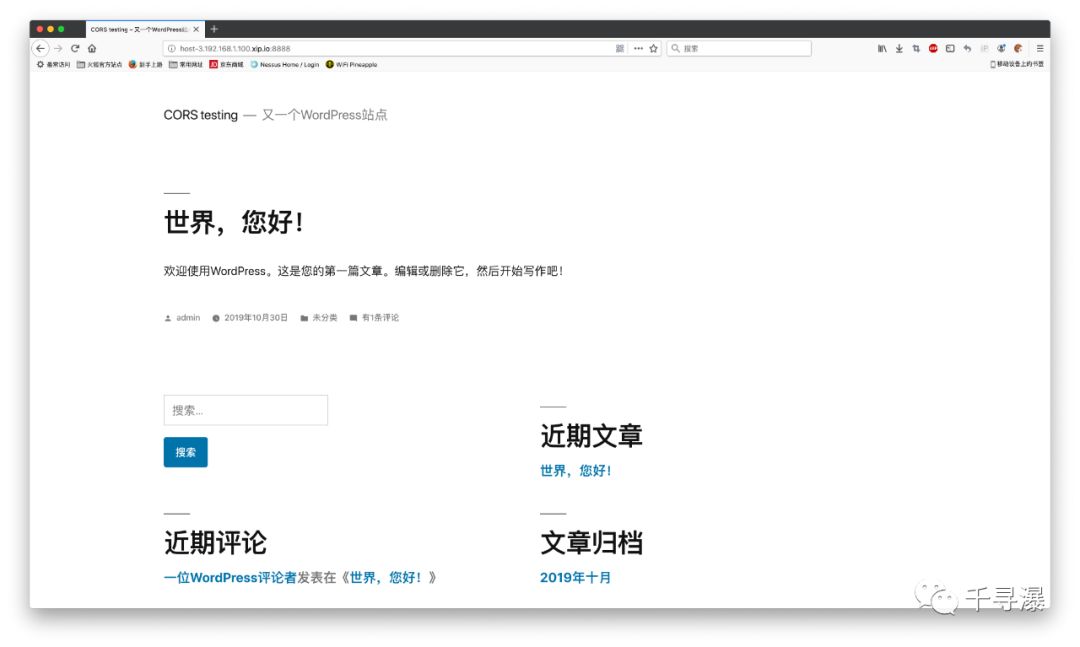 CORS testing – 又一个WordPress站点
host-3.192.168.1.100.xip.io:8888
搜索
最常访问 火狐官方站点 新手上路 常用网址 京东商城 Nessus Home / Login WiFi Pineapple 移动设备上的书签
CORS testing — 又一个WordPress站点
世界，您好！
欢迎使用WordPress。这是您的第一篇文章。编辑或删除它，然后开始写作吧！
admin 2019年10月30日 未分类 有1条评论
搜索...
搜索
近期文章
世界，您好！
近期评论
一位WordPress评论者发表在《世界，您好！》
文章归档
2019年十月
千寻瀑